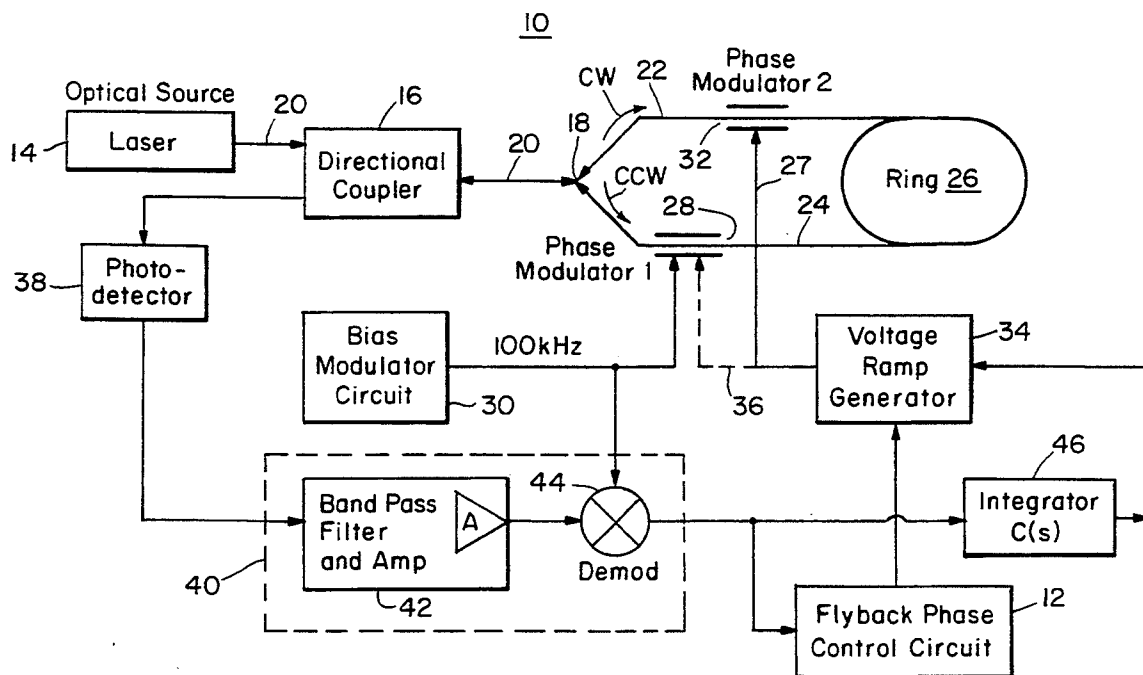 10
Optical Source
14
Laser
20
16
Directional
Coupler
20
18
CW
22
Phase
Modulator 2
32
27
CCW
28
24
Ring 26
Phase
Modulator 1
38
Photo-
detector
Bias
Modulator
Circuit
30
100kHz
36
Voltage
Ramp
Generator
34
46
Integrator
C(s)
40
Band Pass
Filter
and Amp
A
42
44
Demod
Flyback Phase
Control Circuit
12